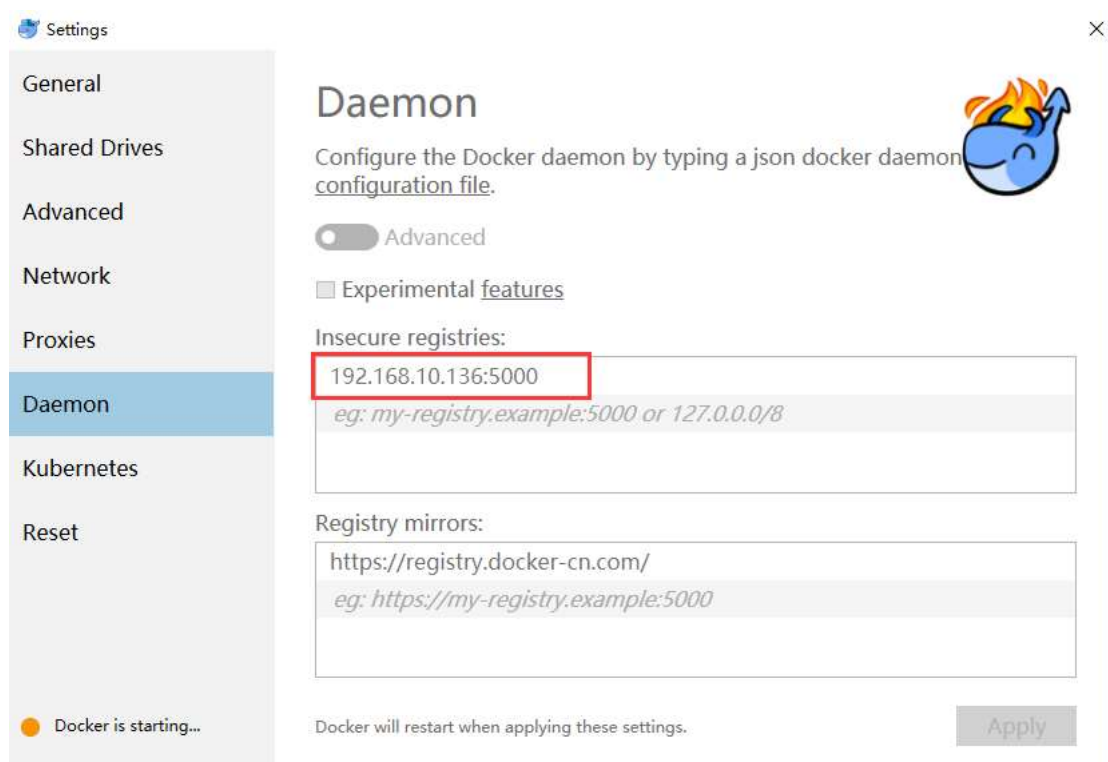 Settings
General
Shared Drives
Advanced
Network
Proxies
Daemon
Kubernetes
Reset
Docker is starting...
Daemon
Configure the Docker daemon by typing a json docker daemon
configuration file.
Advanced
Experimental features
Insecure registries:
192.168.10.136:5000
eg: my-registry.example:5000 or 127.0.0.0/8
Registry mirrors:
https://registry.docker-cn.com/
eg: https://my-registry.example:5000
Docker will restart when applying these settings.
Apply